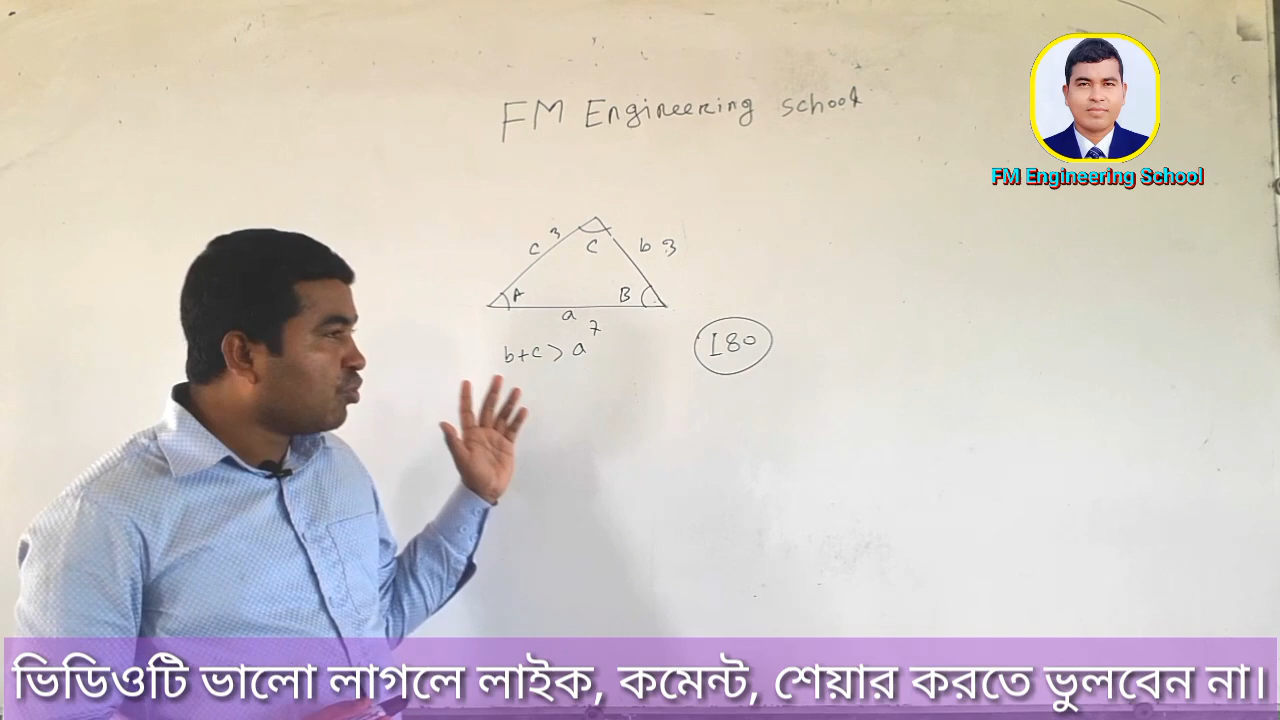 FM Engineering school
FM Engineering School
c 3
C
b 3
A
B
a
7
b+c > a
180
ভিডিওটি ভালো লাগলে লাইক, কমেন্ট, শেয়ার করতে ভুলবেন না।